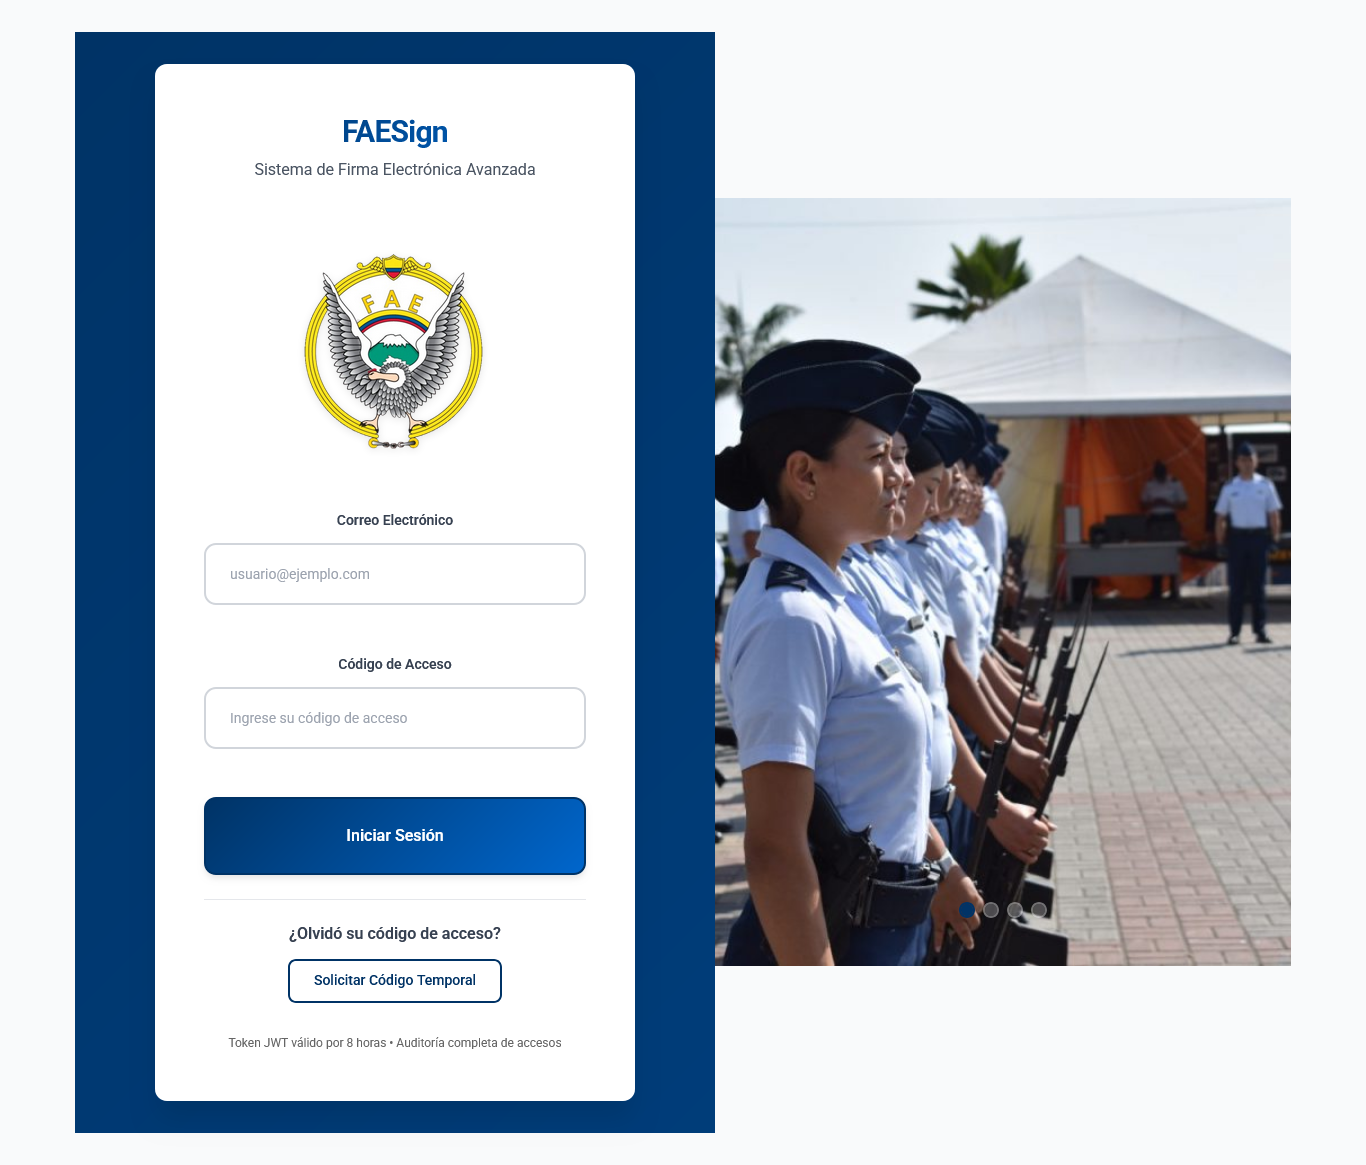 FAESign
Sistema de Firma Electrónica Avanzada
FAE
Correo Electrónico
usuario@ejemplo.com
Código de Acceso
Ingrese su código de acceso
Iniciar Sesión
¿Olvidó su código de acceso?
Solicitar Código Temporal
Token JWT válido por 8 horas • Auditoría completa de accesos